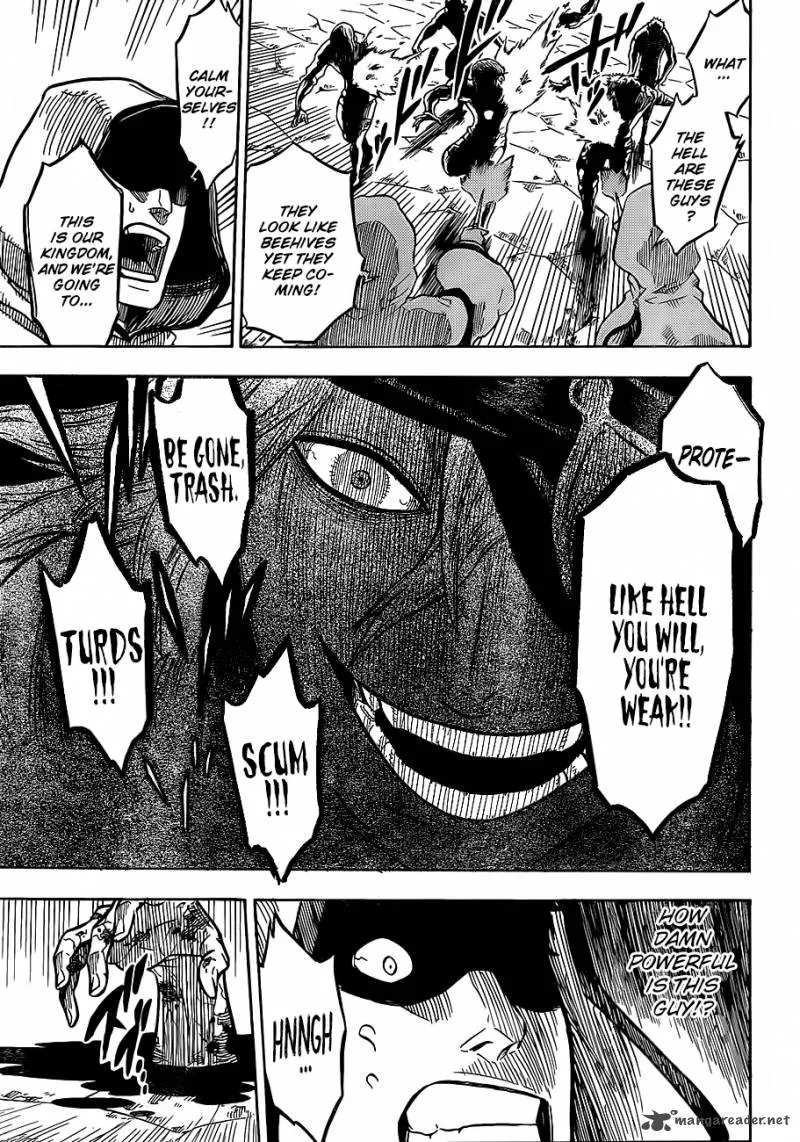 WHAT
...
THE
HELL ARE
THESE
GUYS
?
THEY
LOOK LIKE
BEEHIVES
YET THEY
KEEP CO-
MING!
CALM
YOUR-
SELVES
!!
THIS
IS OUR
KINGDOM,
AND WE'RE
GOING
TO...
PROTE-
LIKE HELL
YOU WILL,
YOU'RE
WEAK!!
BE GONE,
TRASH.
SCUM
!!!
TURDS
!!!
HOW
DAMN
POWERFUL
IS THIS
GUY!?
HNNGH
...
mangareader.net